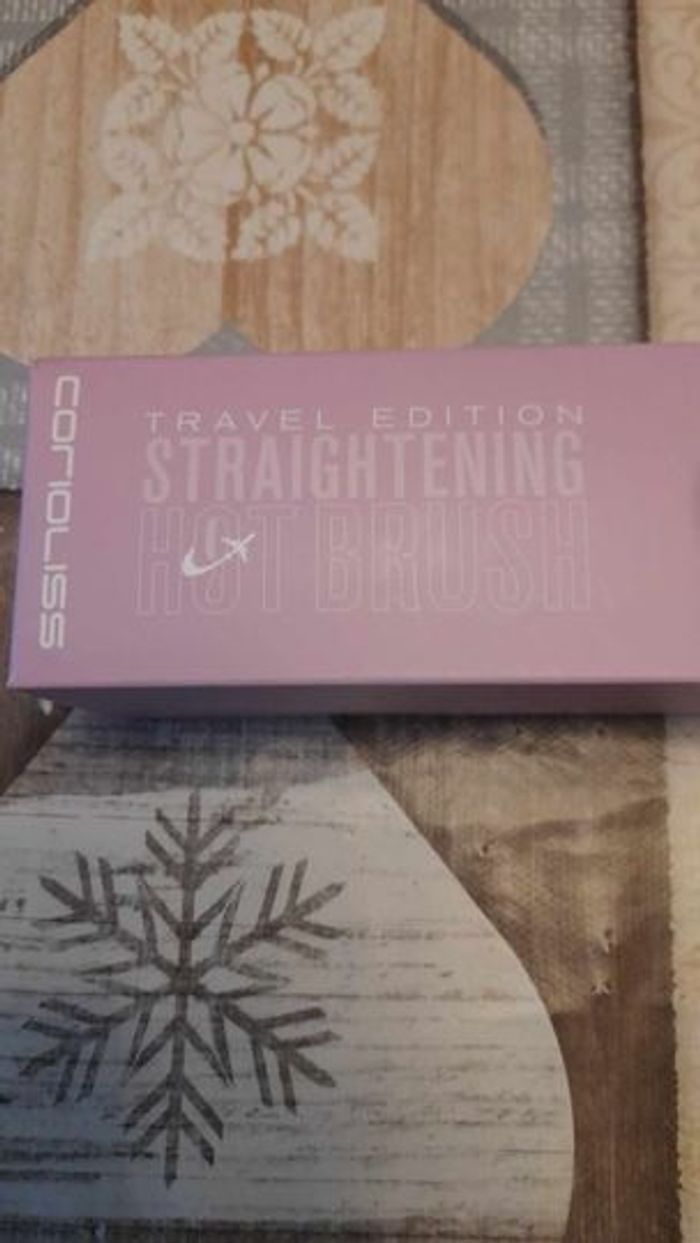 CORIOLISS
TRAVEL EDITION
STRAIGHTENING
HOT BRUSH